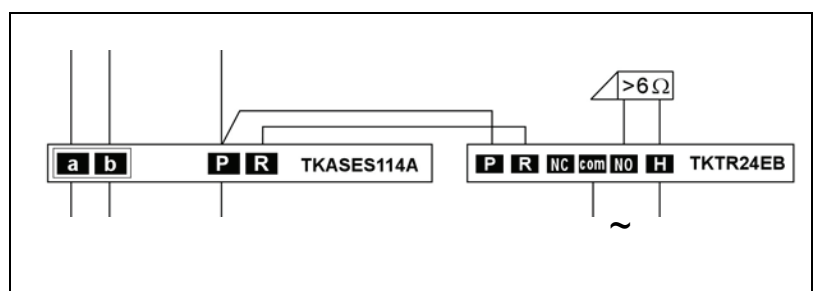 >6Ω
a b P R TKASES114A
P R NC com NO H TKTR24EB
~